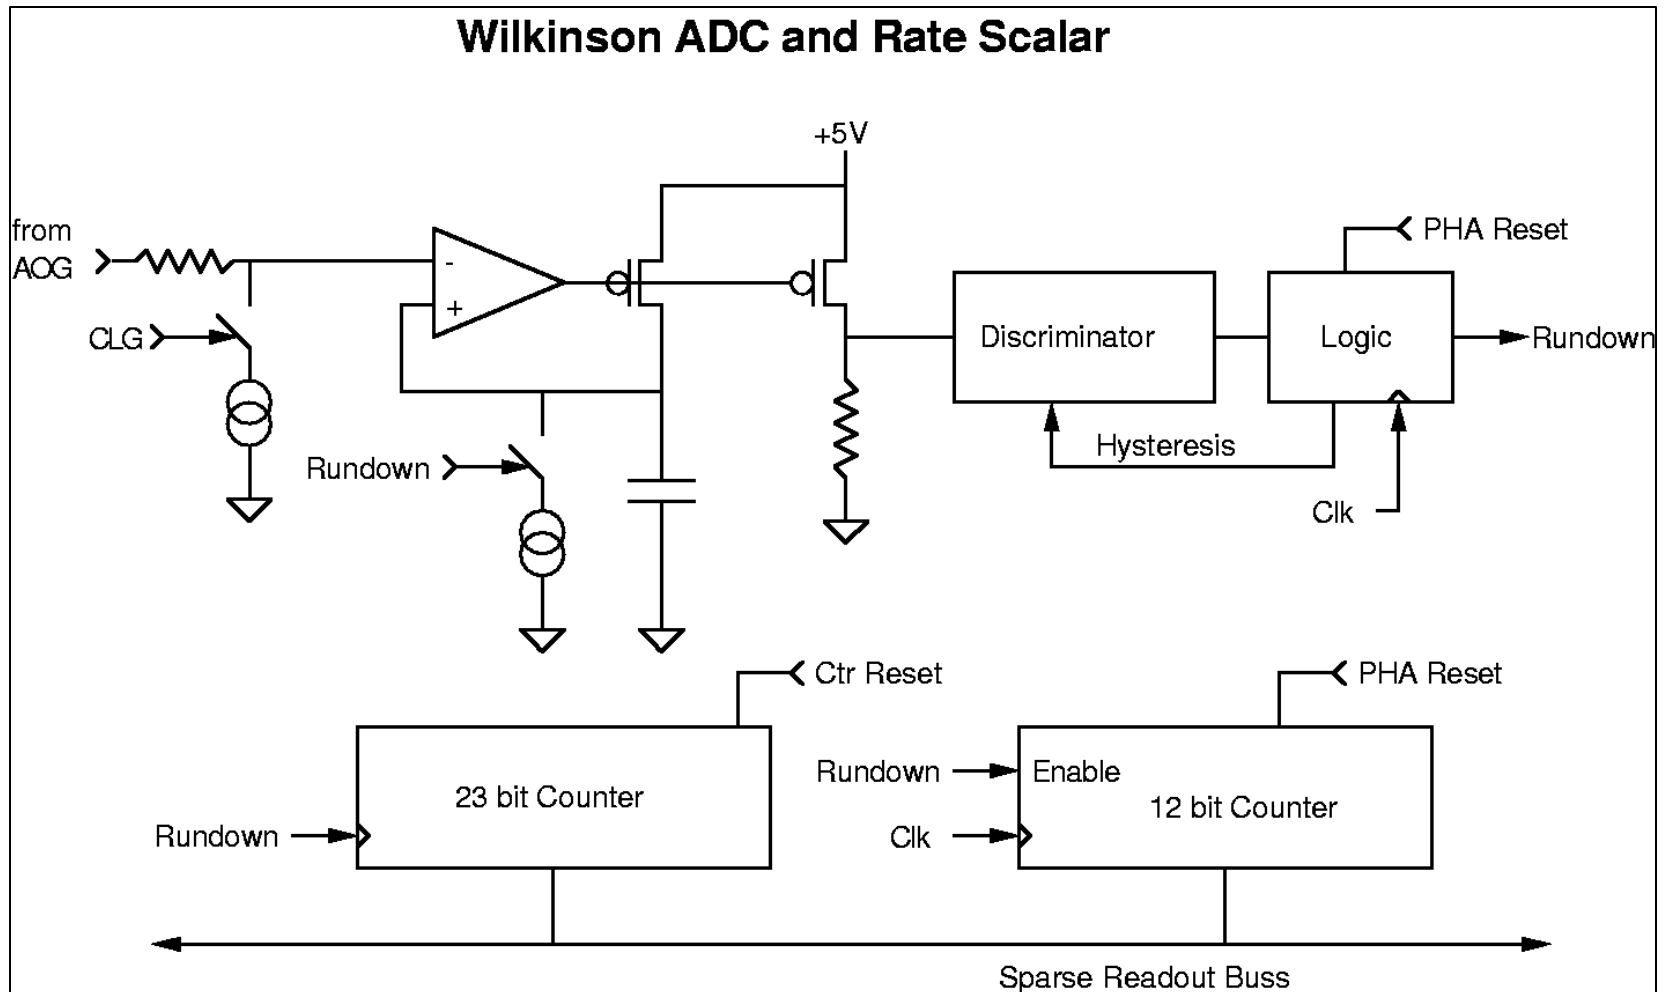 Wilkinson ADC and Rate Scalar
+5V
from
AOG
PHA Reset
-
+
CLG
Discriminator
Logic
Rundown
Hysteresis
Rundown
Clk
Ctr Reset
PHA Reset
Rundown
Enable
23 bit Counter
12 bit Counter
Rundown
Clk
Sparse Readout Buss